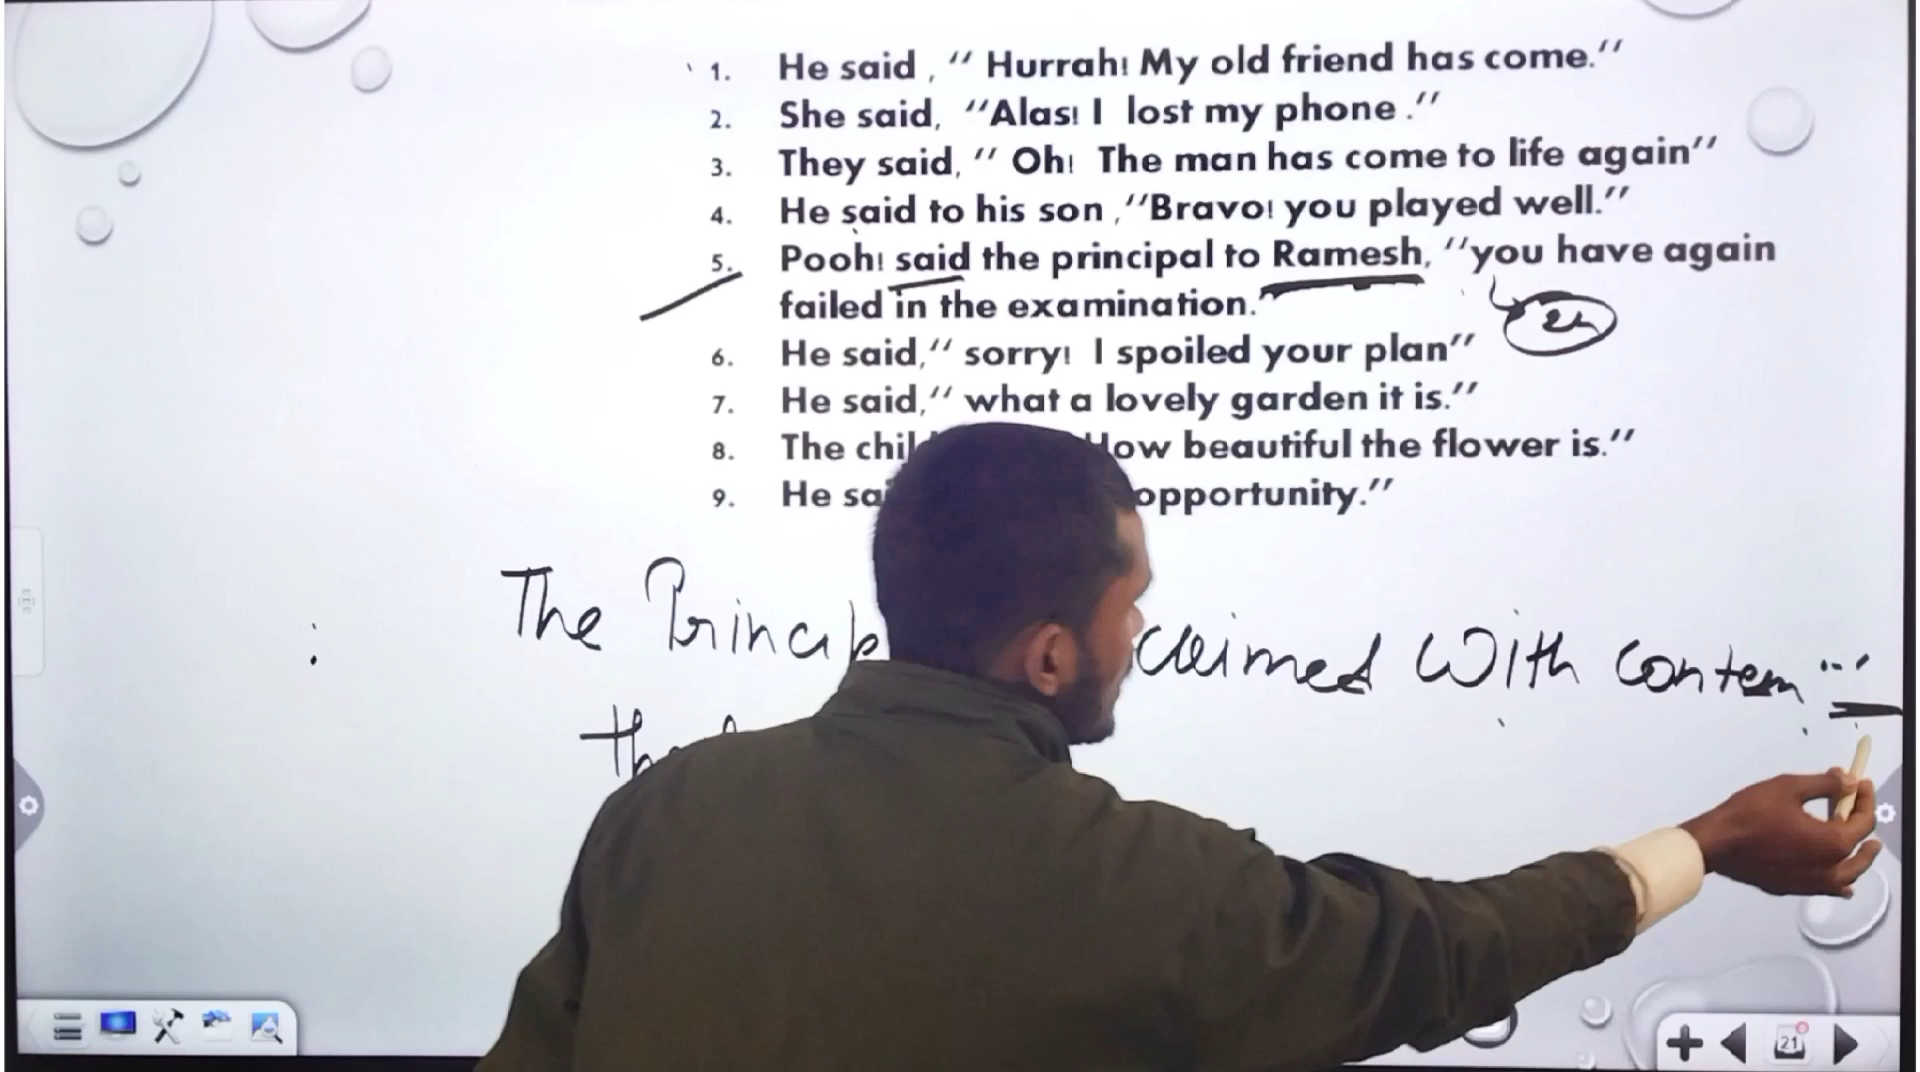 1. He said , “ Hurrah! My old friend has come.”
2. She said, “Alas! I lost my phone .”
3. They said, “ Oh! The man has come to life again”
4. He said to his son ,“Bravo! you played well.”
5. Pooh! said the principal to Ramesh, “you have again
failed in the examination.”
6. He said,“ sorry! I spoiled your plan”
7. He said,“ what a lovely garden it is.”
8. The How beautiful the flower is.”
9. He opportunity.”
The claimed With contem
21